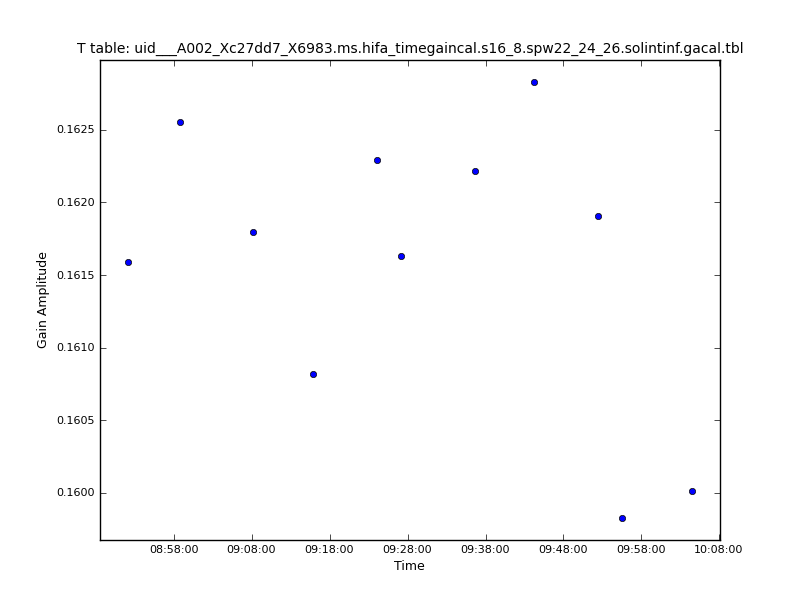 T table: uid___A002_Xc27dd7_X6983.ms.hifa_timegaincal.s16_8.spw22_24_26.solintinf.gacal.tbl
0.1625
0.1620
0.1615
0.1610
0.1605
0.1600
Gain Amplitude
08:58:00 09:08:00 09:18:00 09:28:00 09:38:00 09:48:00 09:58:00 10:08:00
Time